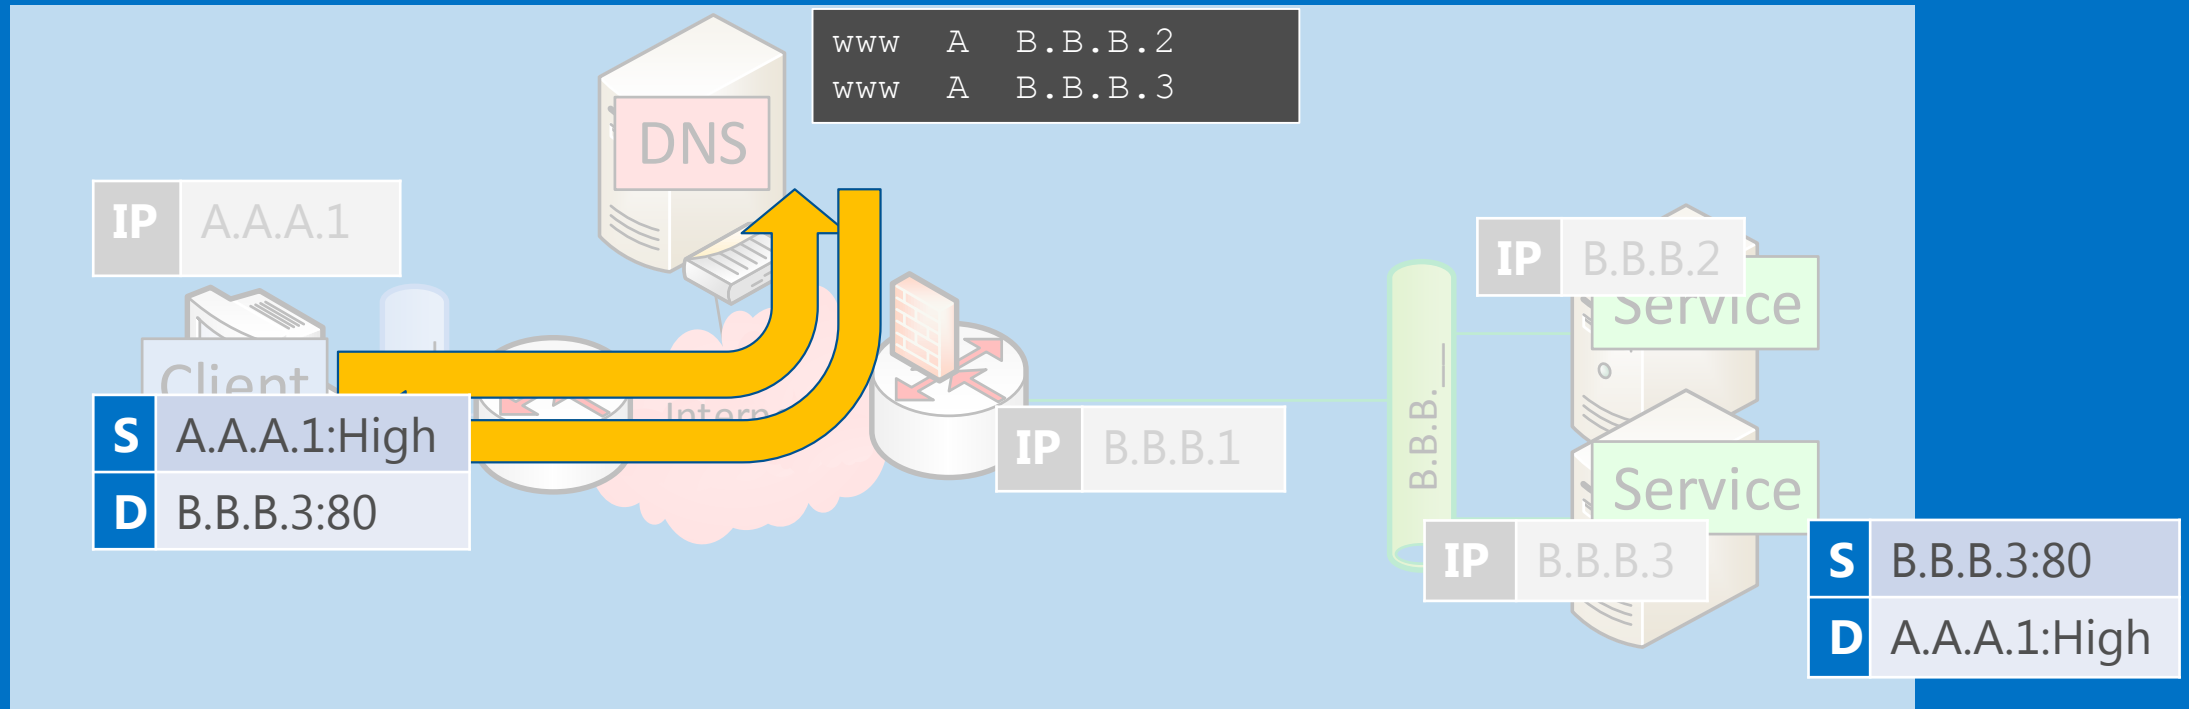 www A B.B.B.2
www A B.B.B.3
DNS
IP A.A.A.1
IP B.B.B.2
Service
Client
S A.A.A.1:High
D B.B.B.3:80
IP B.B.B.1
B.B.B.__
Service
IP B.B.B.3
S B.B.B.3:80
D A.A.A.1:High